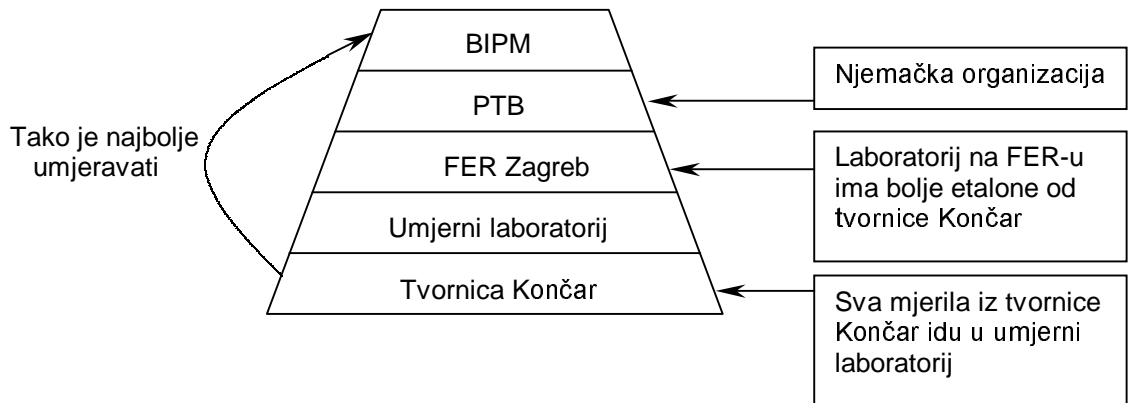 BIPM
PTB
FER Zagreb
Umjerni laboratorij
Tvornica Končar
Tako je najbolje
umjeravati
Njemačka organizacija
Laboratorij na FER-u
ima bolje etalone od
tvornice Končar
Sva mjerila iz tvornice
Končar idu u umjerni
laboratorij